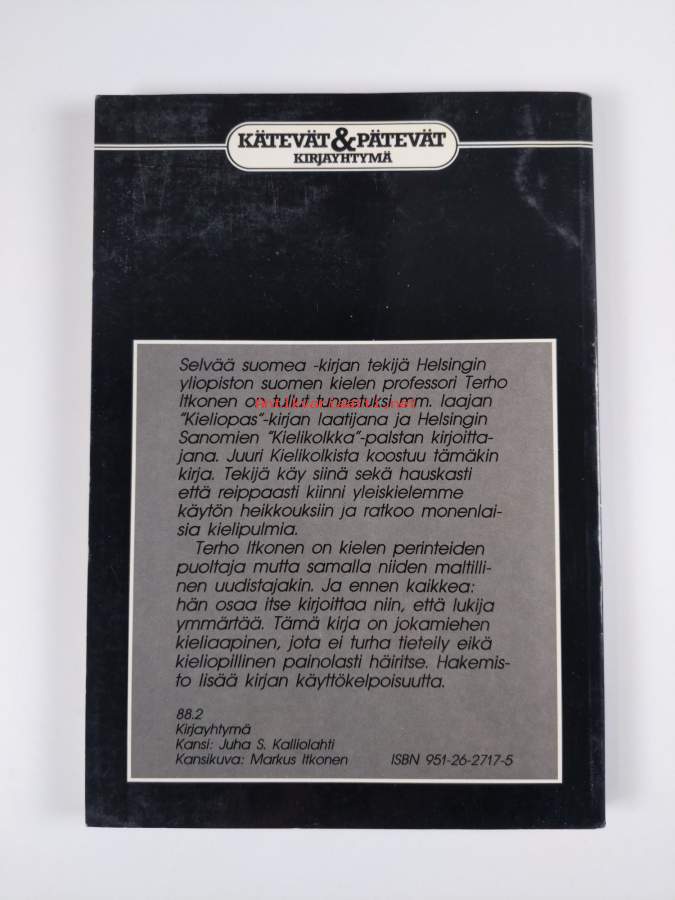 KÄTEVÄT & PÄTEVÄT
KIRJAYHTYMÄ
Selvää suomea -kirjan tekijä Helsingin
yliopiston suomen kielen professori Terho
Itkonen on tullut tunnetuksi mm. laajan
"Kieliopas"-kirjan laatijana ja Helsingin
Sanomien "Kielikolkka"-palstan kirjoitta-
jana. Juuri Kielikolkista koostuu tämäkin
kirja. Tekijä käy siinä sekä hauskasti
että reippaasti kiinni yleiskielemme
käytön heikkouksiin ja ratkoo monenlai-
sia kielipulmia.
Terho Itkonen on kielen perinteiden
puoltaja mutta samalla niiden maltilli-
nen uudistajakin. Ja ennen kaikkea:
hän osaa itse kirjoittaa niin, että lukija
ymmärtää. Tämä kirja on jokamiehen
kieliaapinen, jota ei turha tieteily eikä
kieliopillinen painolasti häiritse. Hakemis-
to lisää kirjan käyttökelpoisuutta.
88.2
Kirjayhtymä
Kansi: Juha S. Kalliolahti
Kansikuva: Markus Itkonen ISBN 951-26-2717-5